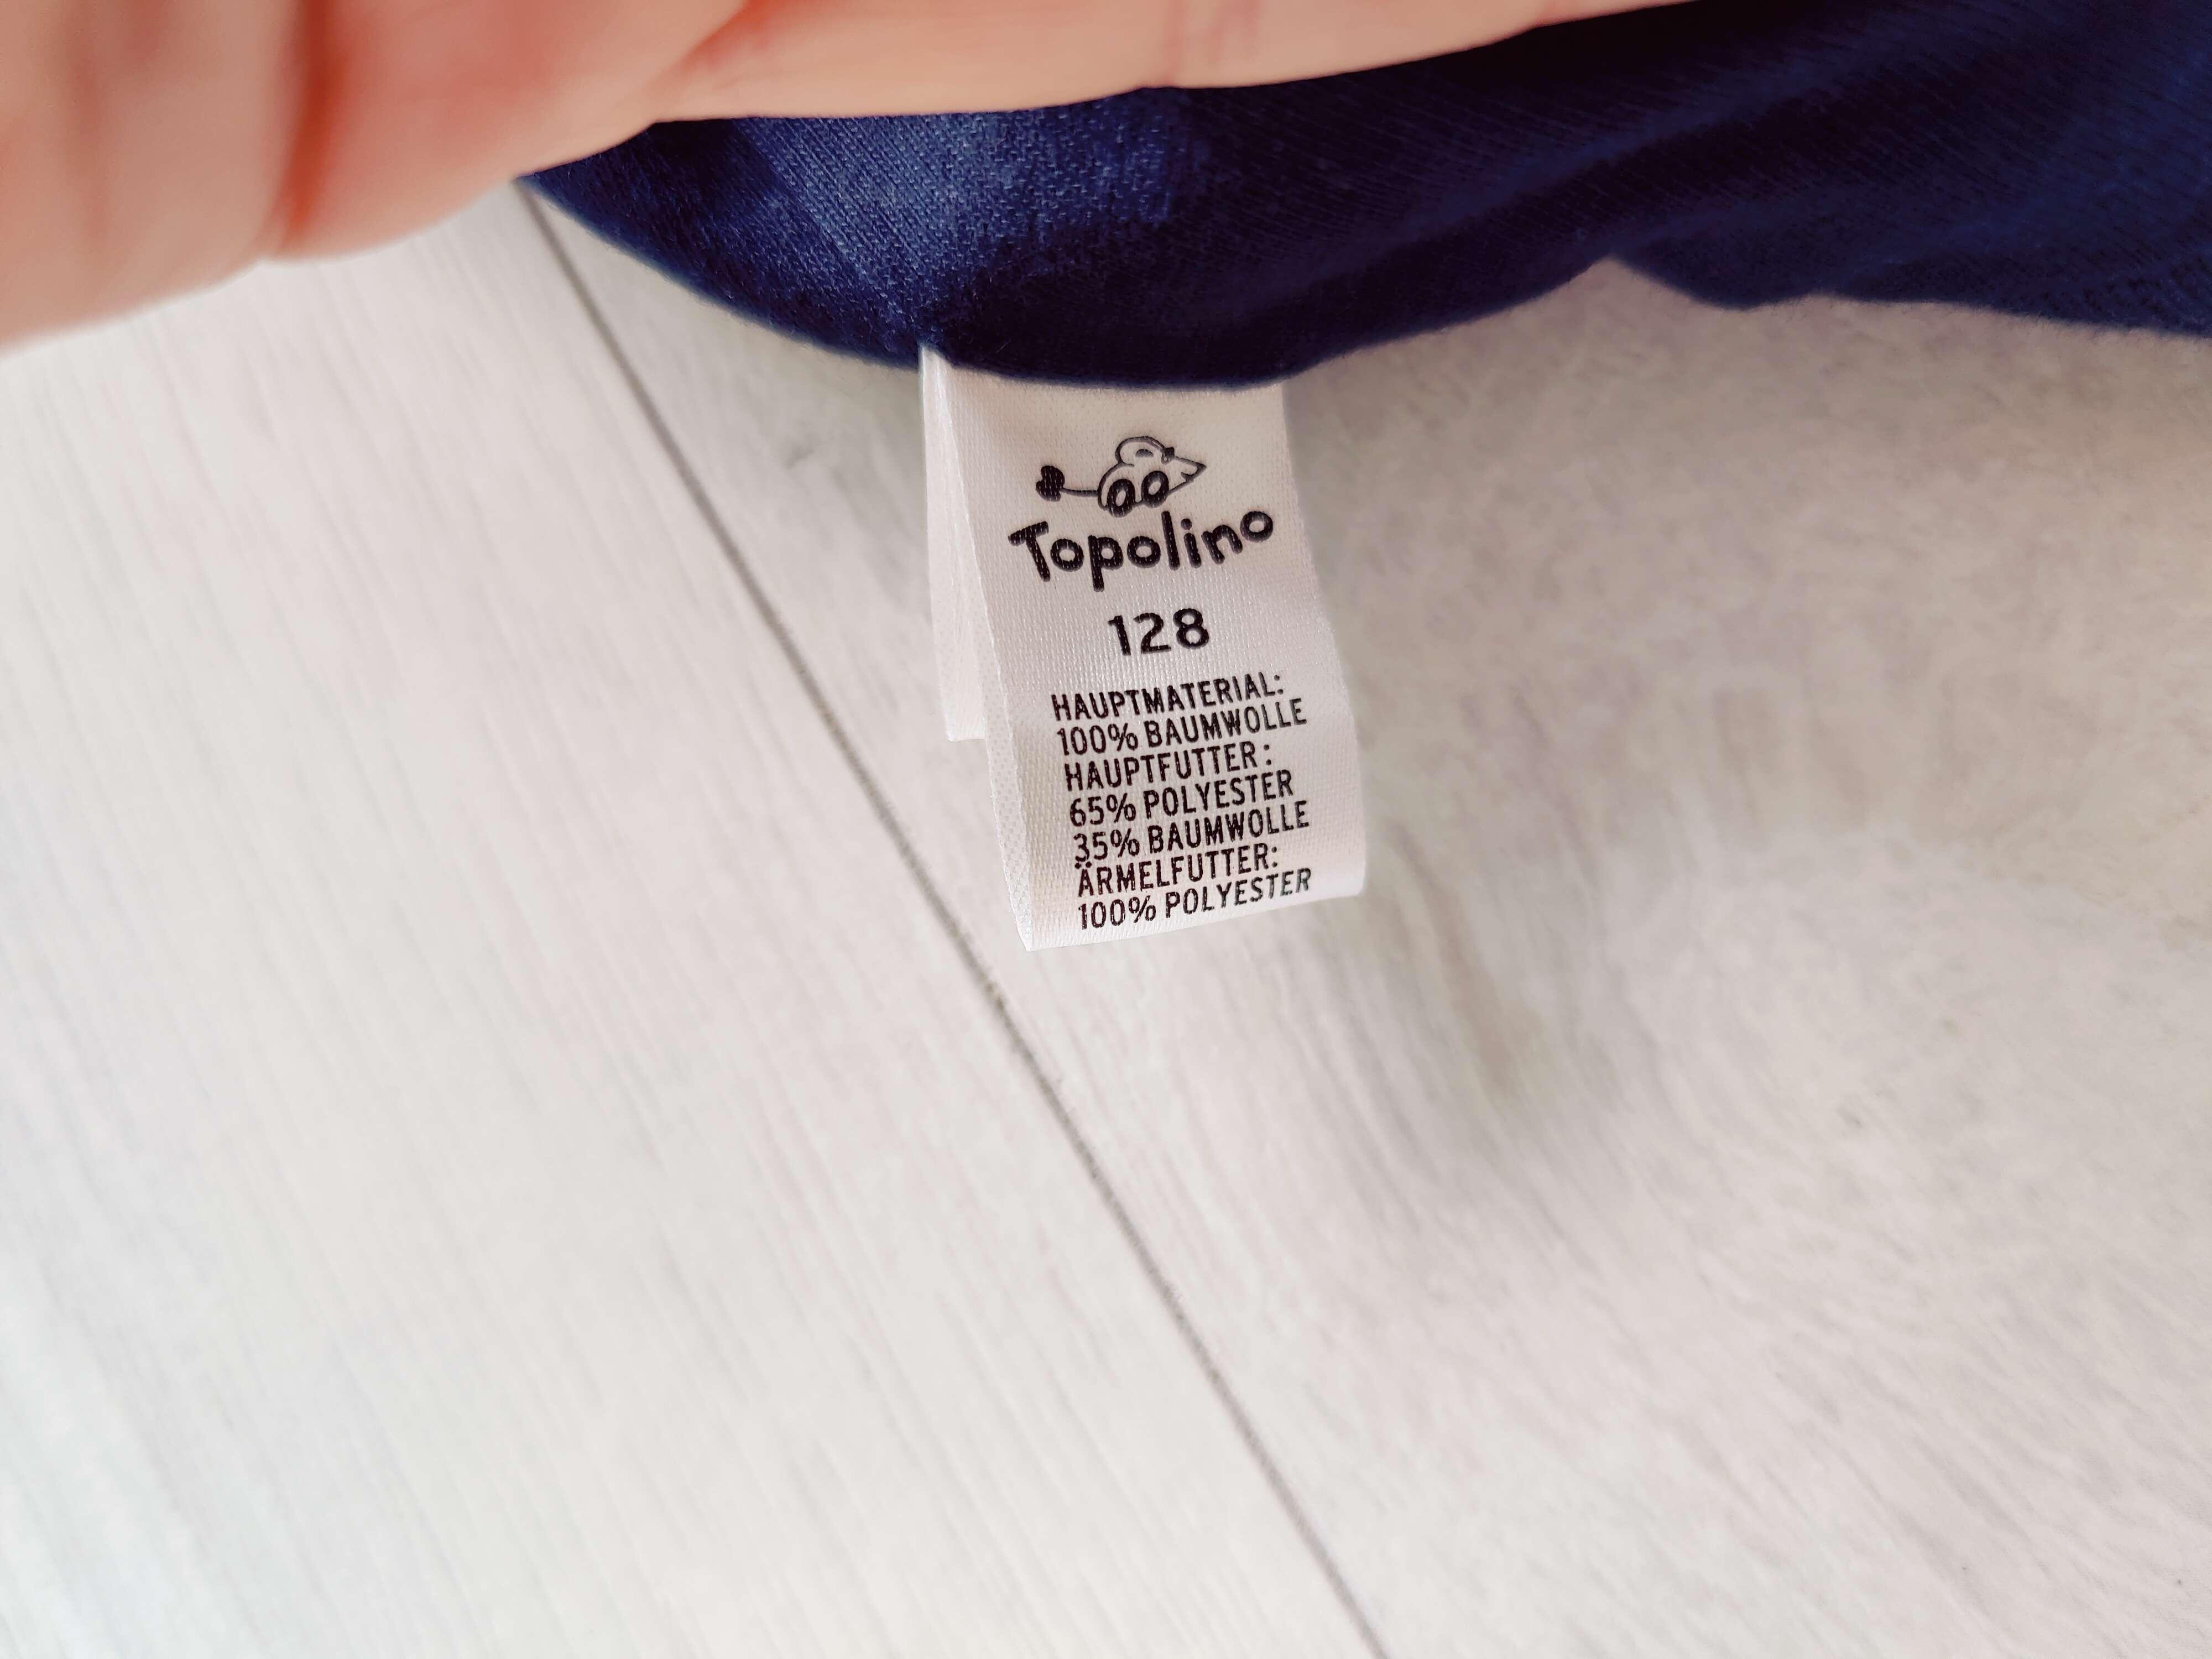 Topolino
128
HAUPTMATERIAL:
100% BAUMWOLLE
HAUPTFUTTER:
65% POLYESTER
35% BAUMWOLLE
ÄRMELFUTTER:
100% POLYESTER